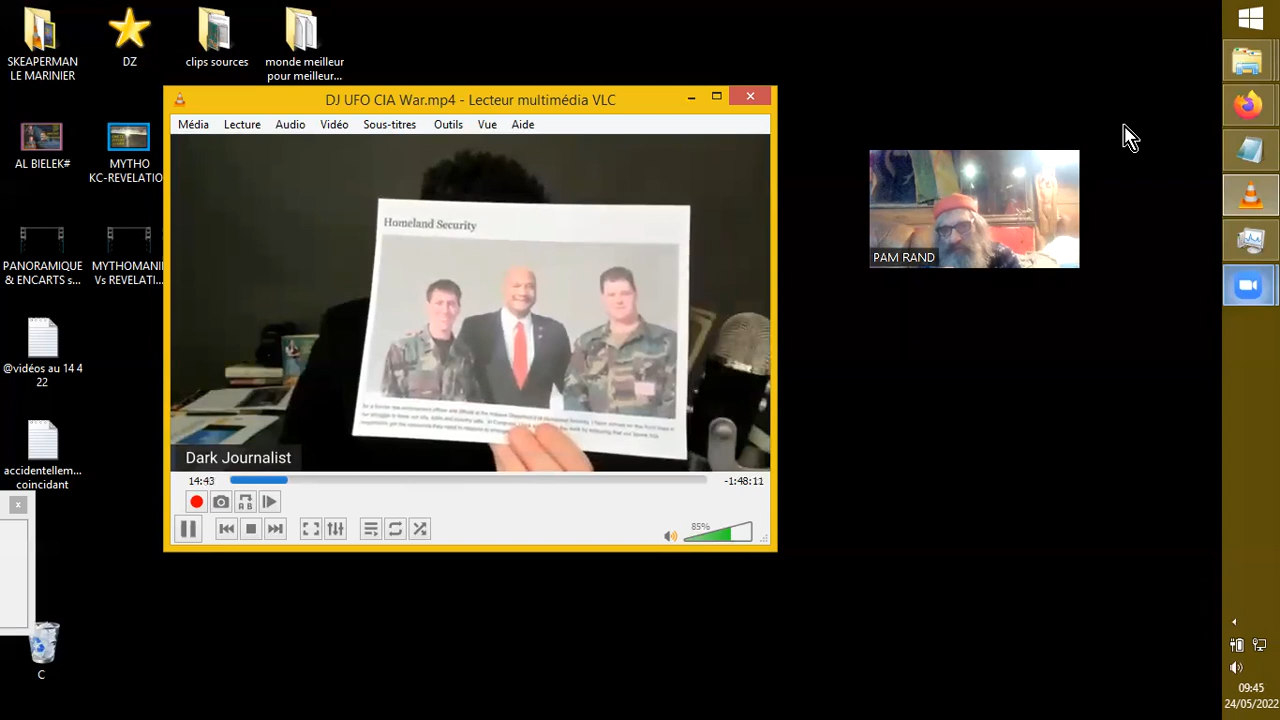 SKEAPERMAN
LE MARINIER
DZ
clips sources
monde meilleur
pour meilleur...
AL BIELEK#
MYTHO
KC-REVELATIO
PANORAMIQUE
& ENCARTS s...
MYTHOMANI
Vs REVELATI
@vidéos au 14 4
22
accidentellem...
coincidant
x
C
DJ UFO CIA War.mp4 - Lecteur multimédia VLC
Média Lecture Audio Vidéo Sous-titres Outils Vue Aide
Homeland Security
Dark Journalist
14:43
-1:48:11
A B
85%
PAM RAND
09:45
24/05/2022